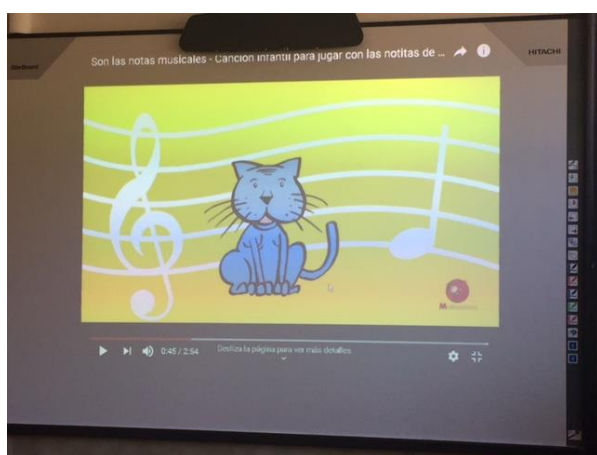 Son las notas musicales - Canción infantil para jugar con las notitas de ...
HITACHI
StarBoard
0:45 / 2:54
Desliza la página para ver más detalles